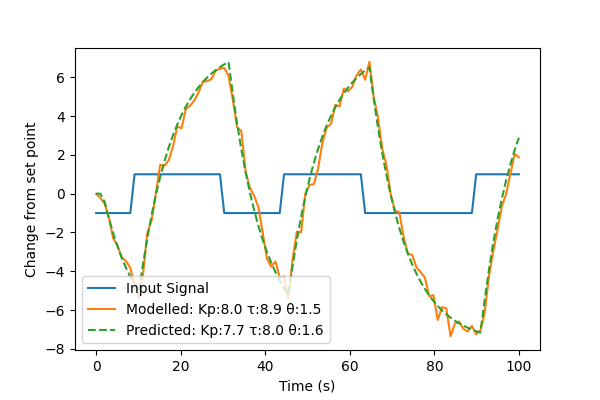 6
4
2
0
−2
−4
−6
−8
Change from set point
Input Signal
Modelled: Kp:8.0 τ:8.9 θ:1.5
Predicted: Kp:7.7 τ:8.0 θ:1.6
0 20 40 60 80 100
Time (s)